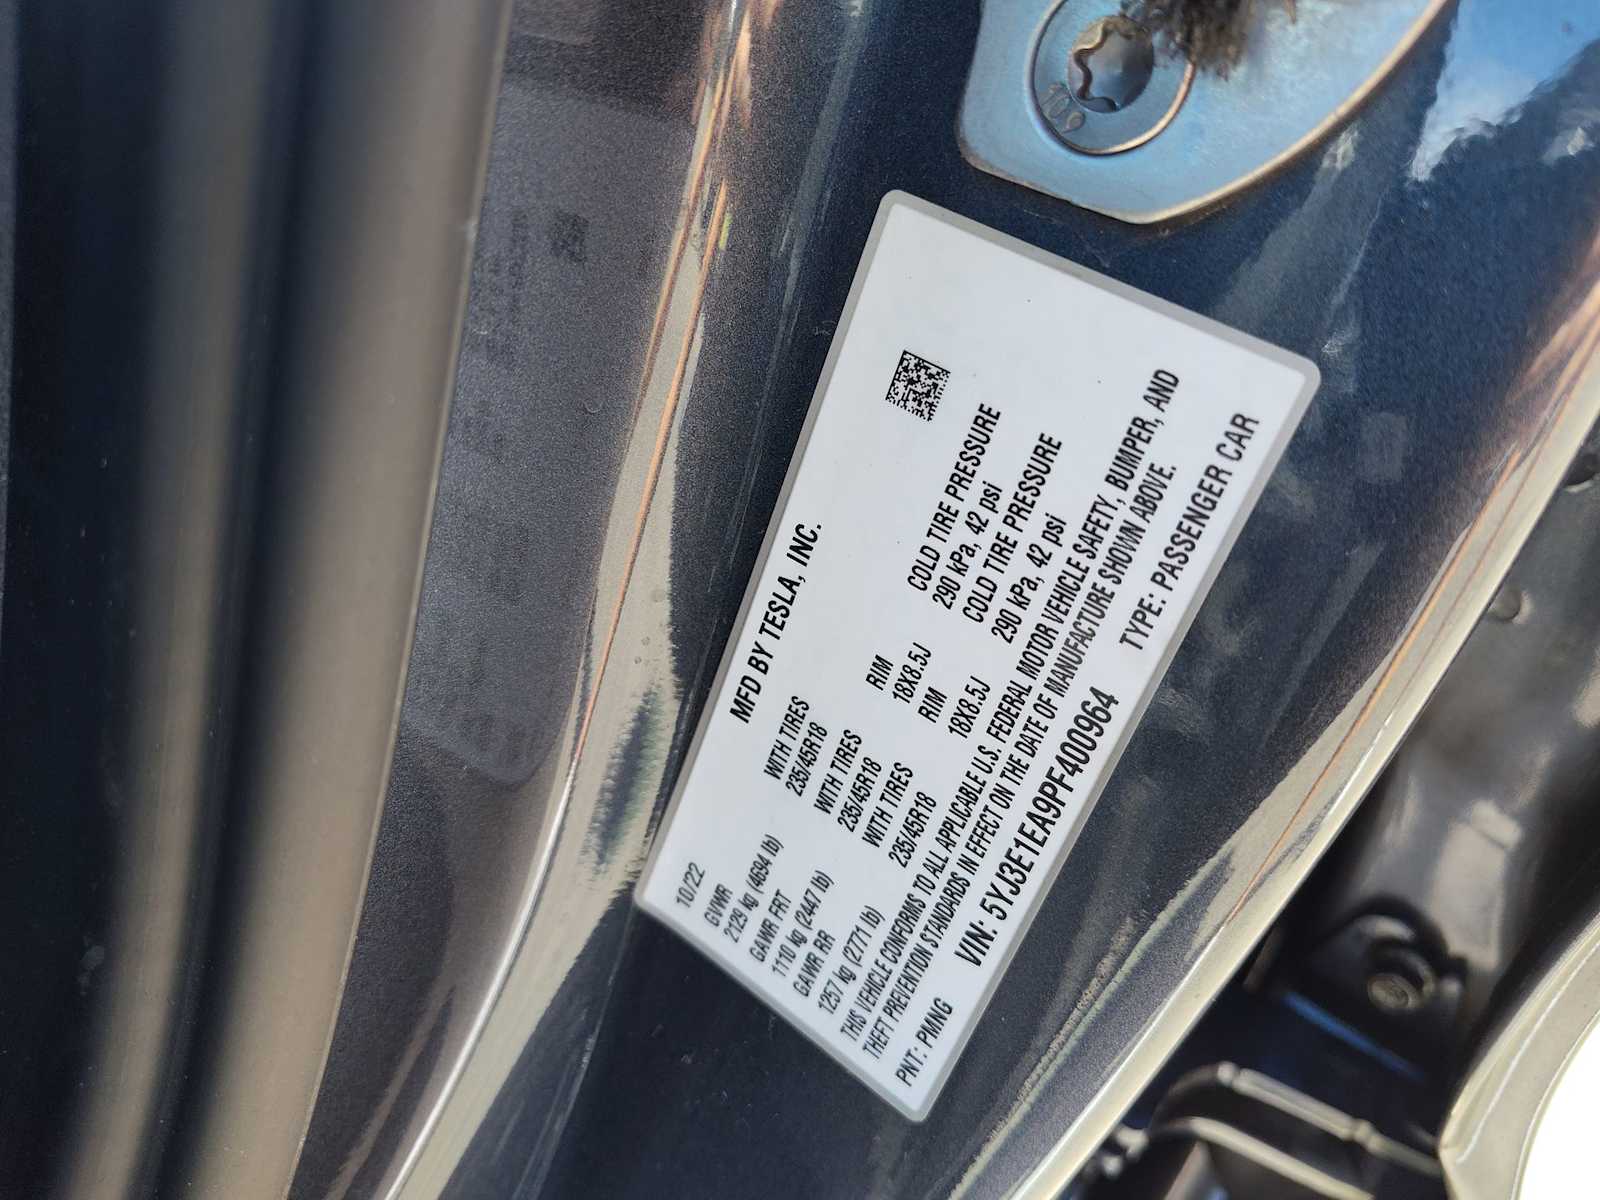 109
MFD BY TESLA, INC.
10/22
GVWR
2129 kg (4694 lb)
GAWR FRT WITH TIRES RIM COLD TIRE PRESSURE
1110 kg (2447 lb) 235/45R18 18X8.5J 290 kPa, 42 psi
GAWR RR WITH TIRES RIM COLD TIRE PRESSURE
1257 kg (2771 lb) 235/45R18 18X8.5J 290 kPa, 42 psi
WITH TIRES
235/45R18
THIS VEHICLE CONFORMS TO ALL APPLICABLE U.S. FEDERAL MOTOR VEHICLE SAFETY, BUMPER, AND
THEFT PREVENTION STANDARDS IN EFFECT ON THE DATE OF MANUFACTURE SHOWN ABOVE.
VIN: 5YJ3E1EA9PF400964 TYPE: PASSENGER CAR
PNT: PMNG